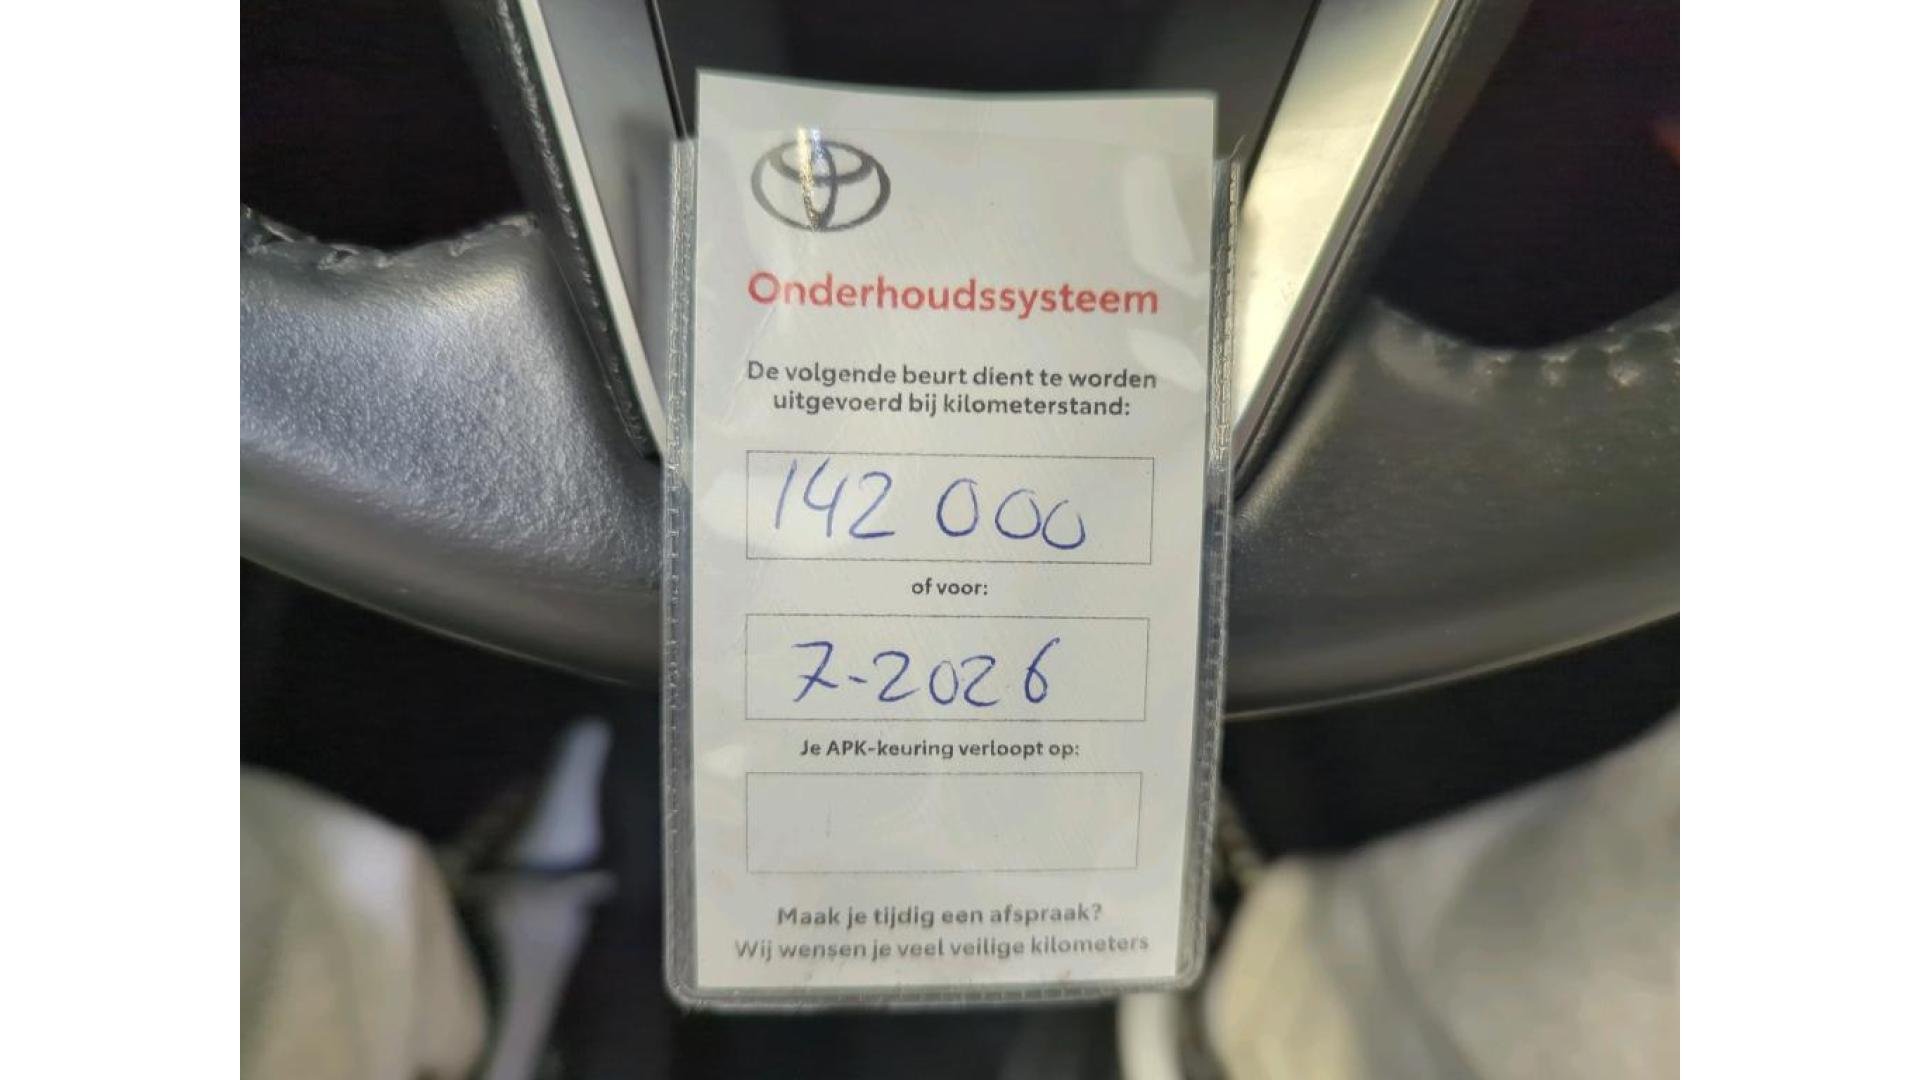 Onderhoudssysteem
De volgende beurt dient te worden
uitgevoerd bij kilometerstand:
142 000
of voor:
7-2026
Je APK-keuring verloopt op:
Maak je tijdig een afspraak?
Wij wensen je veel veilige kilometers